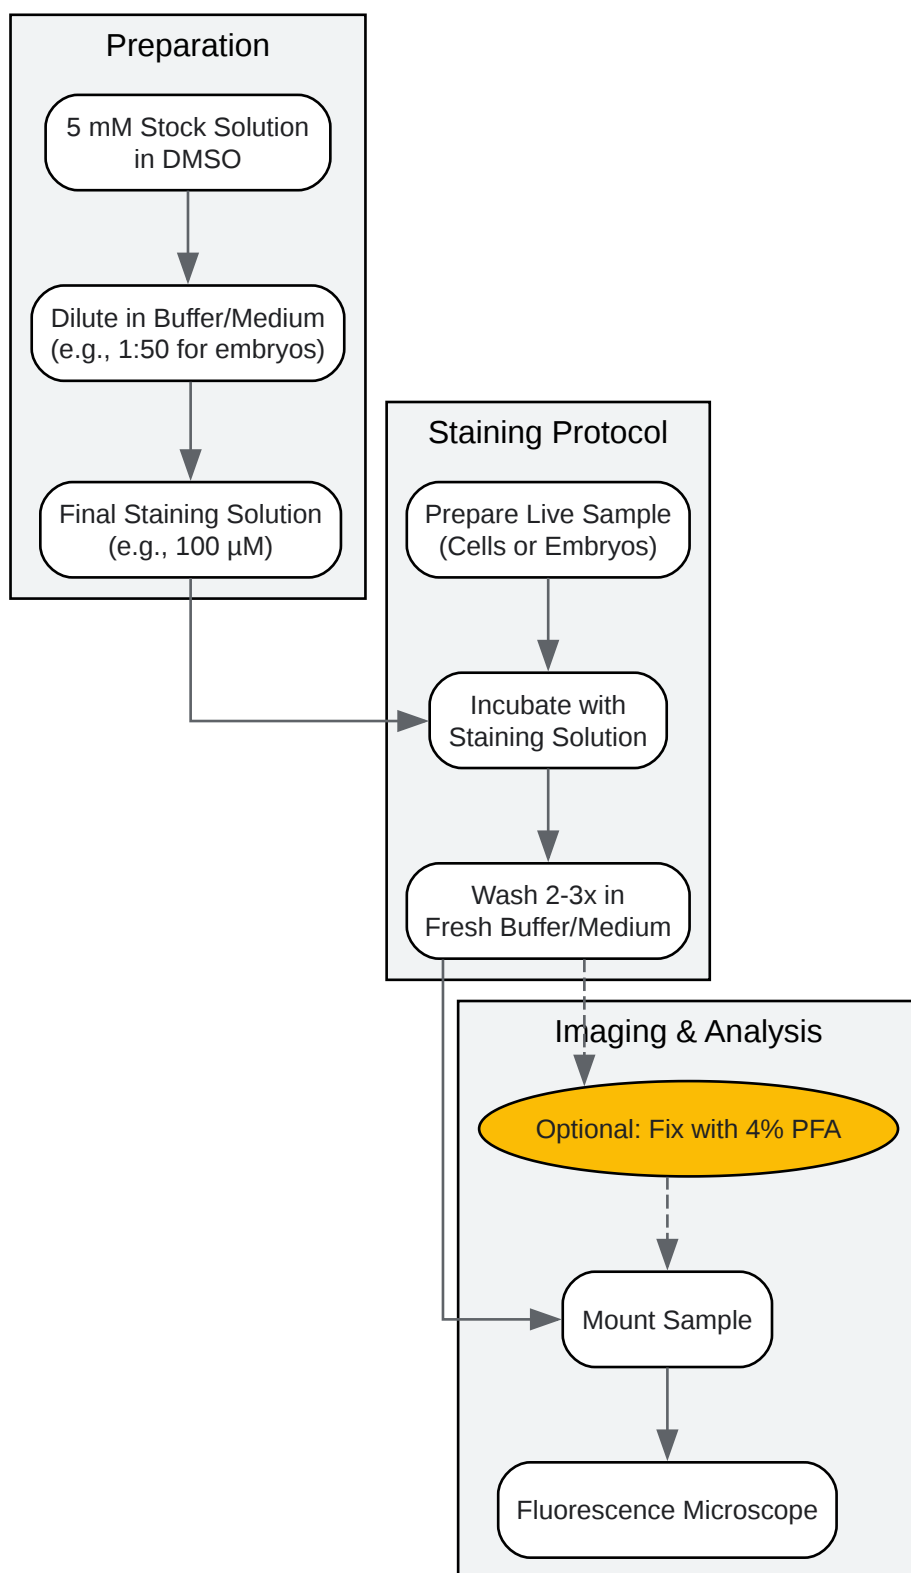 Preparation
5 mM Stock Solution
in DMSO
Dilute in Buffer/Medium
(e.g., 1:50 for embryos)
Final Staining Solution
(e.g., 100 µM)
Staining Protocol
Prepare Live Sample
(Cells or Embryos)
Incubate with
Staining Solution
Wash 2-3x in
Fresh Buffer/Medium
Imaging & Analysis
Optional: Fix with 4% PFA
Mount Sample
Fluorescence Microscope